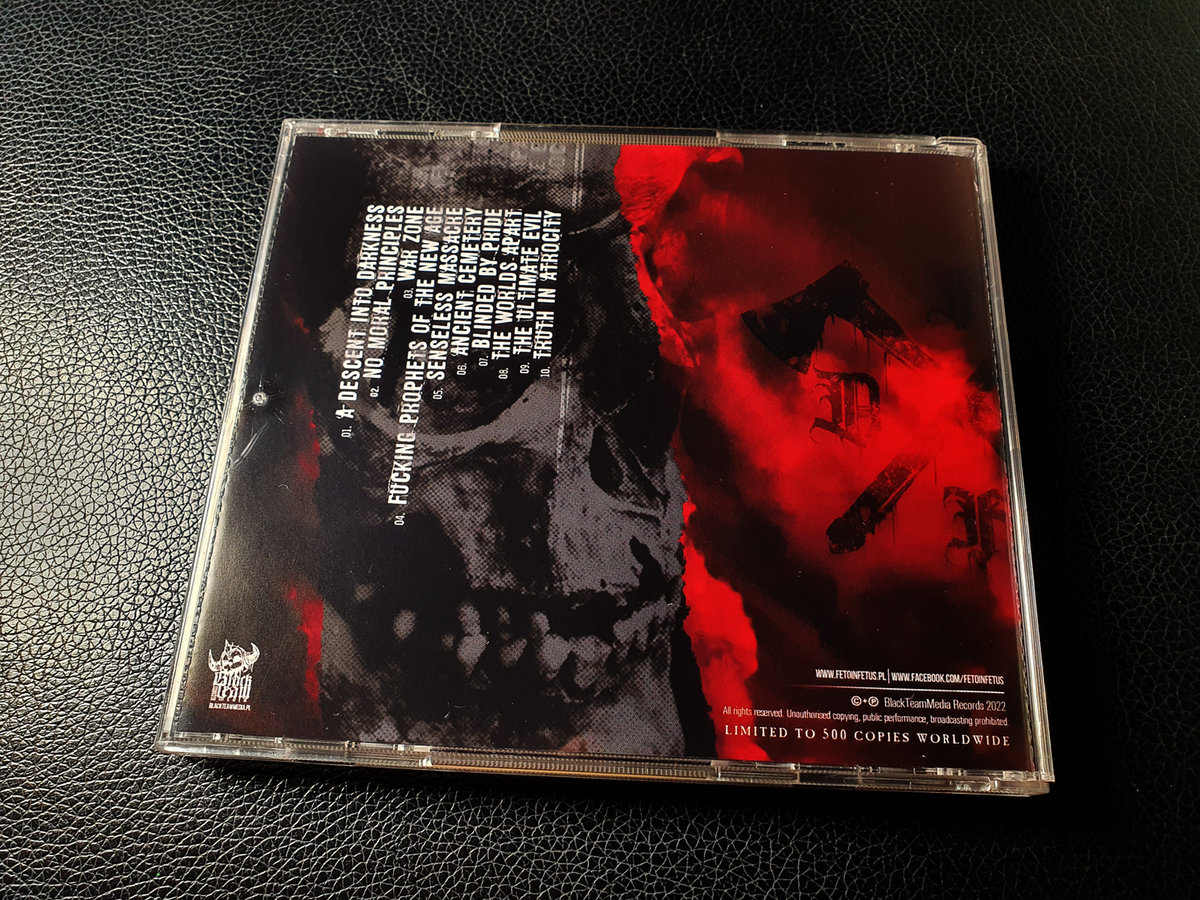 01. A DESCENT INTO DARKNESS
02. NO MORAL PRINCIPLES
03. WAR ZONE
04. FUCKING PROPHETS OF THE NEW AGE
05. SENSELESS MASSACRE
06. ANCIENT CEMETERY
07. BLINDED BY PRIDE
08. THE WORLDS APART
09. THE ULTIMATE EVIL
10. TRUTH IN ATROCITY
Black
Team
BLACKTEAMMEDIA.PL
WWW.FETOINFETUS.PL | WWW.FACEBOOK.COM/FETOINFETUS
©+℗ BlackTeamMedia Records 2022
All rights reserved. Unauthorised copying, public performance, broadcasting prohibited.
LIMITED TO 500 COPIES WORLDWIDE